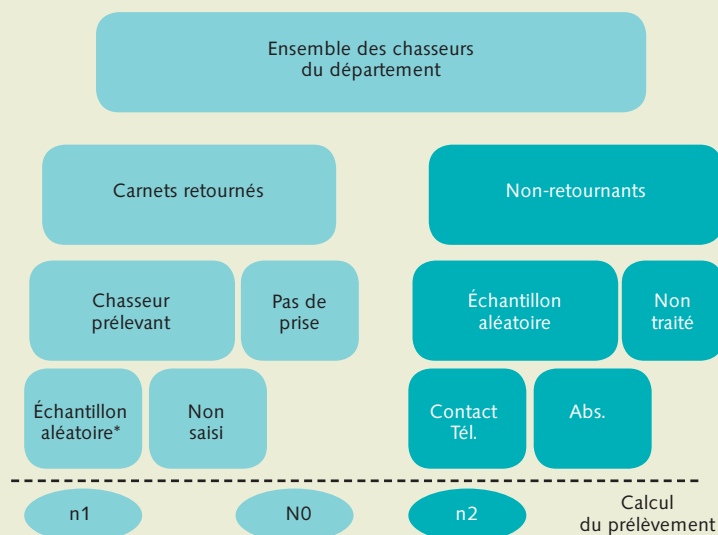 Ensemble des chasseurs
du département
Carnets retournés
Non-retournants
Chasseur
prélevant
Pas de
prise
Échantillon
aléatoire
Non
traité
Échantillon
aléatoire*
Non
saisi
Contact
Tél.
Abs.
n1
N0
n2
Calcul
du prélèvement